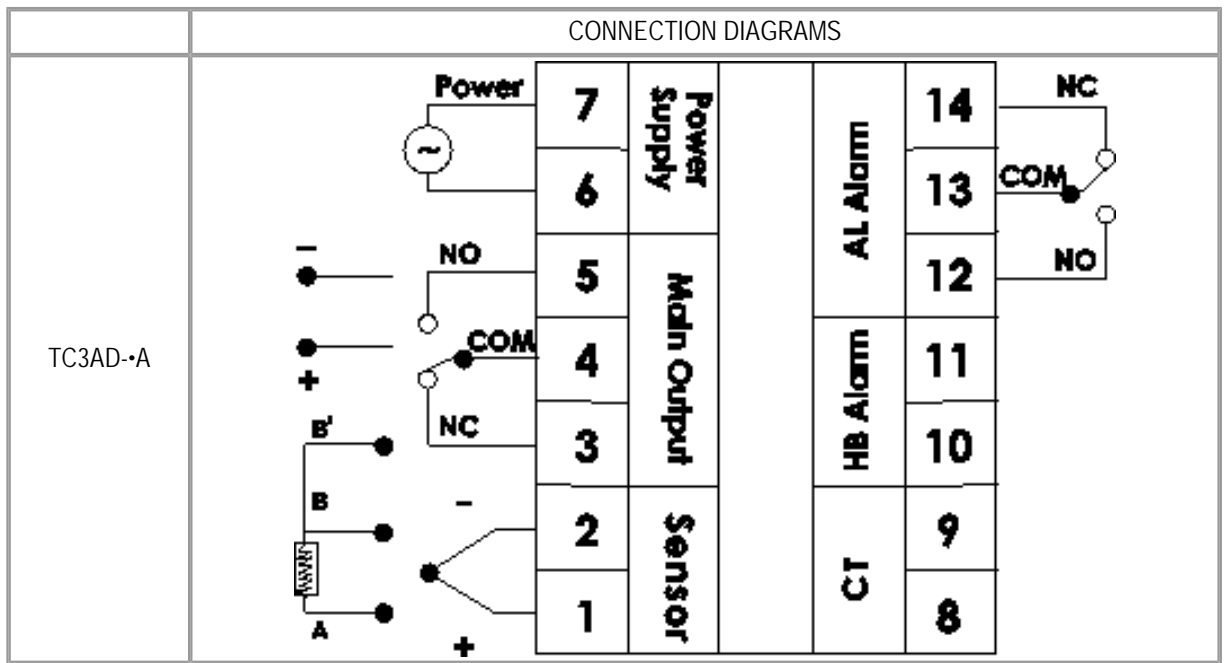 CONNECTION DIAGRAMS
TC3AD-•A
Power
7
Power
Supply
6
−
NO
5
Main Output
COM
4
+
B'
NC
3
B
−
2
Sensor
A
+
1
14
NC
AL Alarm
13
COM
12
NO
HB Alarm
11
10
CT
9
8